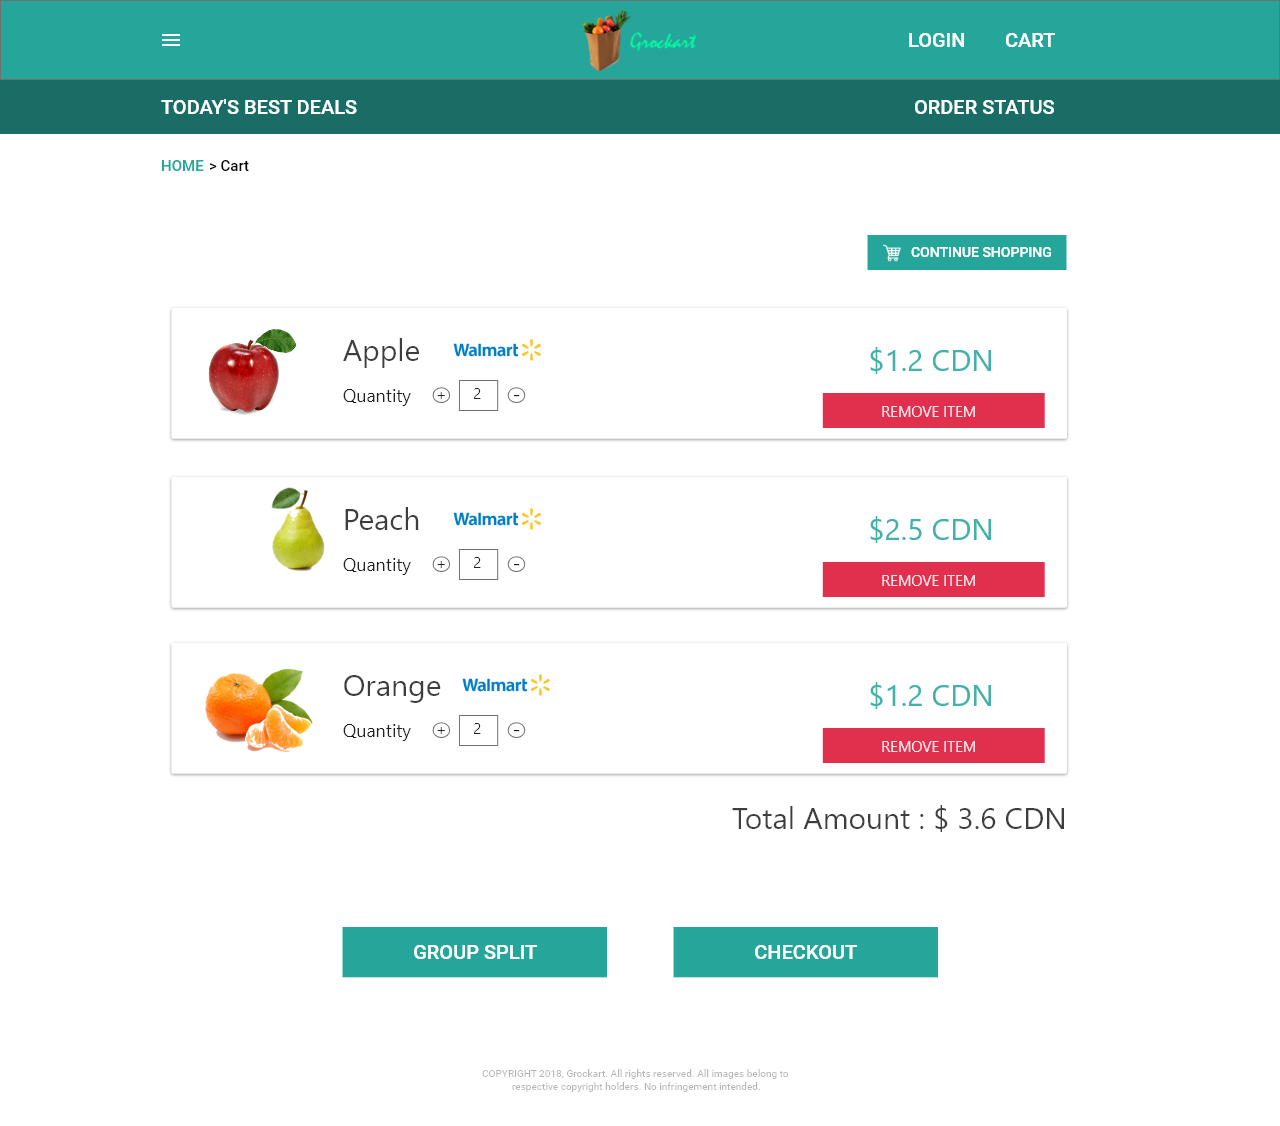 Grockart
LOGIN
CART
TODAY'S BEST DEALS
ORDER STATUS
HOME > Cart
CONTINUE SHOPPING
Apple
Walmart
$1.2 CDN
Quantity + 2 -
REMOVE ITEM
Peach
Walmart
$2.5 CDN
Quantity + 2 -
REMOVE ITEM
Orange
Walmart
$1.2 CDN
Quantity + 2 -
REMOVE ITEM
Total Amount : $ 3.6 CDN
GROUP SPLIT
CHECKOUT
COPYRIGHT 2018, Grockart. All rights reserved. All images belong to
respective copyright holders. No infringement intended.